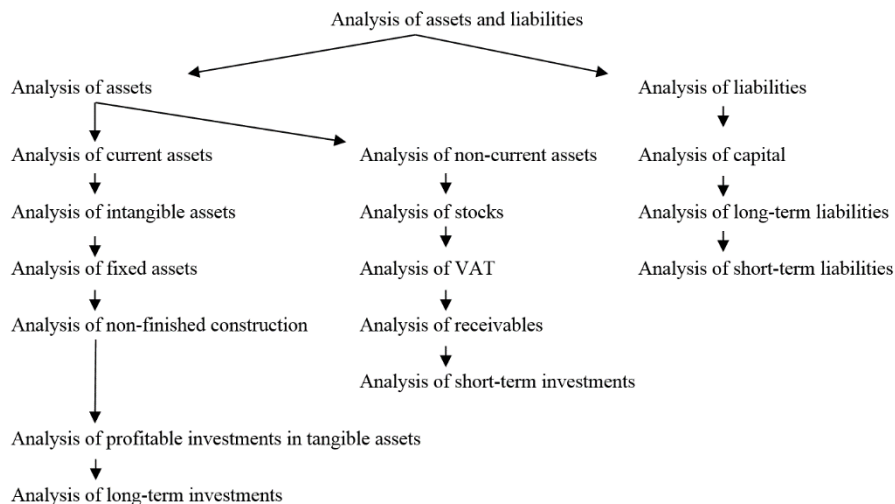 Analysis of assets and liabilities
Analysis of assets
Analysis of liabilities
Analysis of current assets
Analysis of non-current assets
Analysis of capital
Analysis of intangible assets
Analysis of stocks
Analysis of long-term liabilities
Analysis of fixed assets
Analysis of VAT
Analysis of short-term liabilities
Analysis of non-finished construction
Analysis of receivables
Analysis of short-term investments
Analysis of profitable investments in tangible assets
Analysis of long-term investments